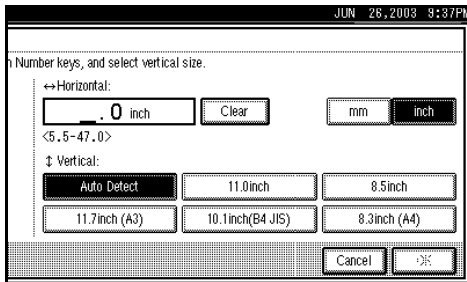 JUN 26,2003 9:37PM
n Number keys, and select vertical size.
↔Horizontal:
_.0 inch Clear mm inch
<5.5-47.0>
↕ Vertical:
Auto Detect 11.0inch 8.5inch
11.7inch (A3) 10.1inch(B4 JIS) 8.3inch (A4)
Cancel OK